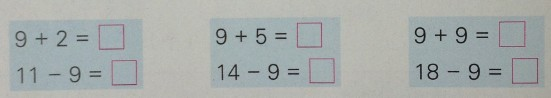 9 + 2 = □
11 − 9 = □
9 + 5 = □
14 − 9 = □
9 + 9 = □
18 − 9 = □